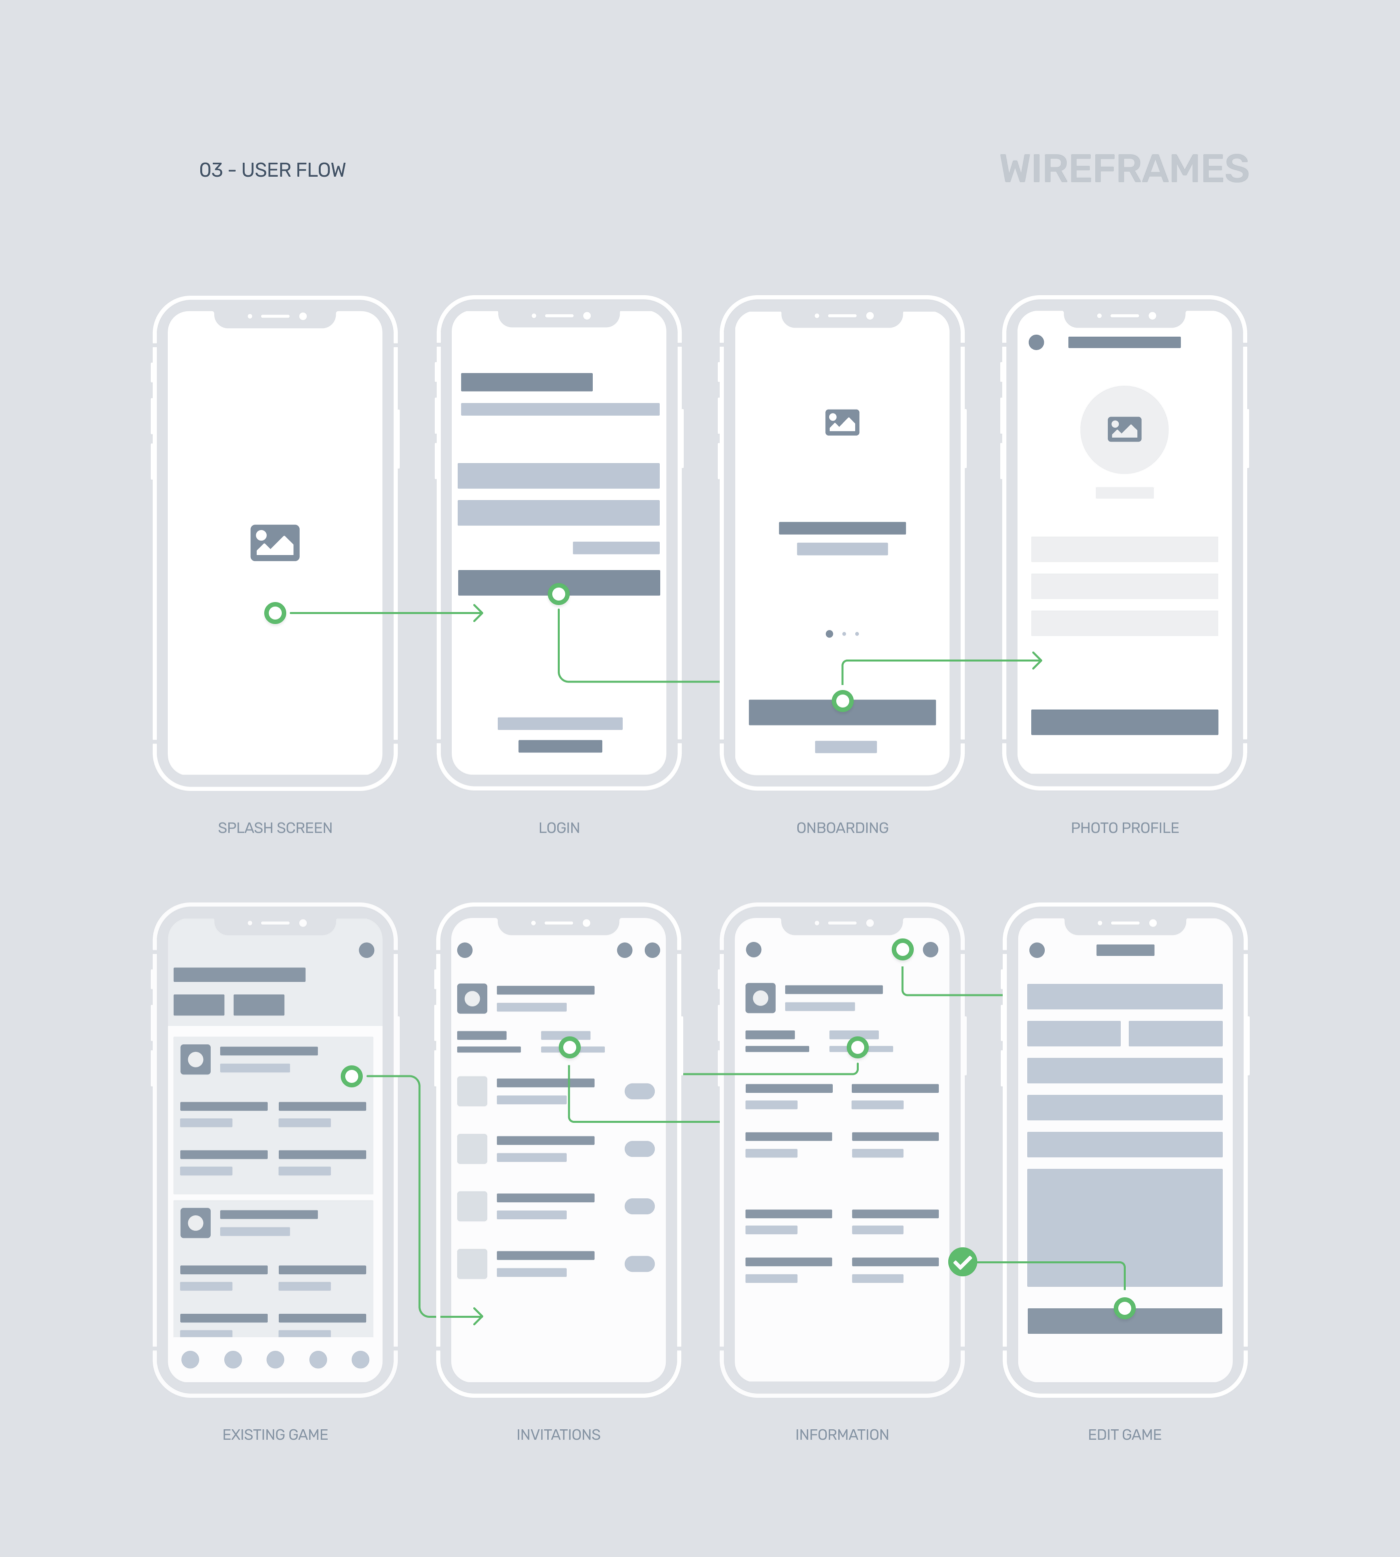 03 - USER FLOW
WIREFRAMES
SPLASH SCREEN
LOGIN
ONBOARDING
PHOTO PROFILE
EXISTING GAME
INVITATIONS
INFORMATION
EDIT GAME